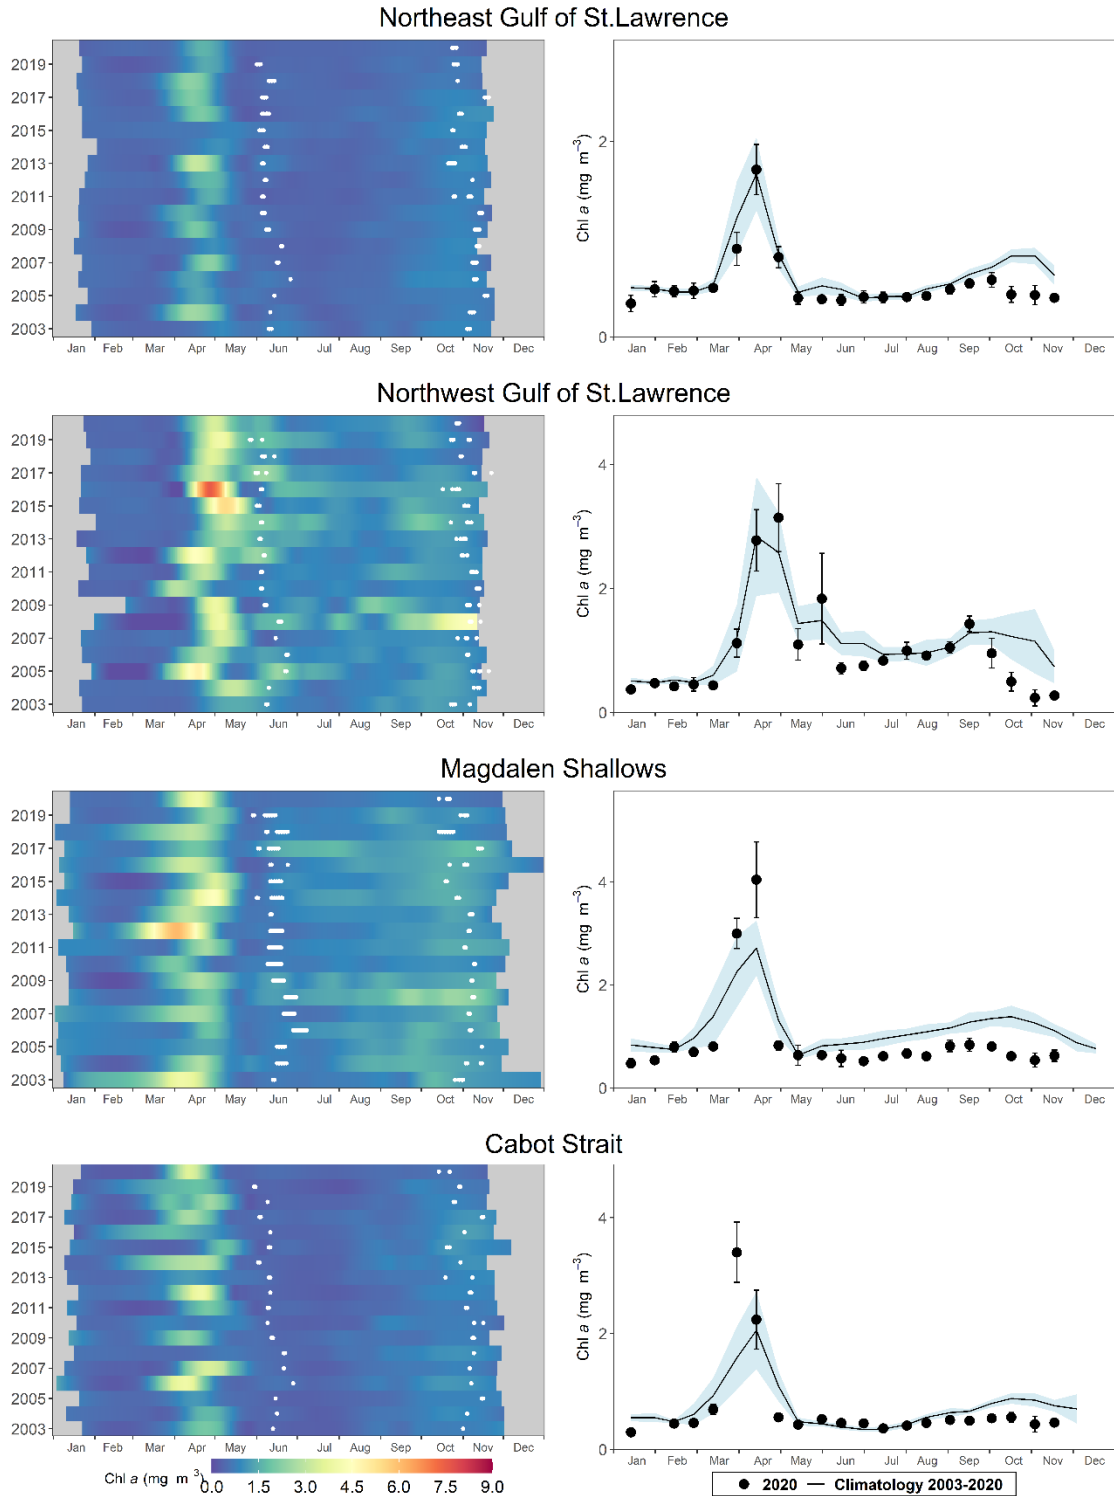 Northeast Gulf of St.Lawrence
2019
2017
2015
2013
2011
2009
2007
2005
2003
Jan Feb Mar Apr May Jun Jul Aug Sep Oct Nov Dec
Chl a (mg m−3)
2
0
Jan Feb Mar Apr May Jun Jul Aug Sep Oct Nov Dec
Northwest Gulf of St.Lawrence
2019
2017
2015
2013
2011
2009
2007
2005
2003
Jan Feb Mar Apr May Jun Jul Aug Sep Oct Nov Dec
Chl a (mg m−3)
4
2
0
Jan Feb Mar Apr May Jun Jul Aug Sep Oct Nov Dec
Magdalen Shallows
2019
2017
2015
2013
2011
2009
2007
2005
2003
Jan Feb Mar Apr May Jun Jul Aug Sep Oct Nov Dec
Chl a (mg m−3)
4
2
0
Jan Feb Mar Apr May Jun Jul Aug Sep Oct Nov Dec
Cabot Strait
2019
2017
2015
2013
2011
2009
2007
2005
2003
Jan Feb Mar Apr May Jun Jul Aug Sep Oct Nov Dec
Chl a (mg m−3)
0.0 1.5 3.0 4.5 6.0 7.5 9.0
Chl a (mg m−3)
4
2
0
Jan Feb Mar Apr May Jun Jul Aug Sep Oct Nov Dec
2020 Climatology 2003-2020